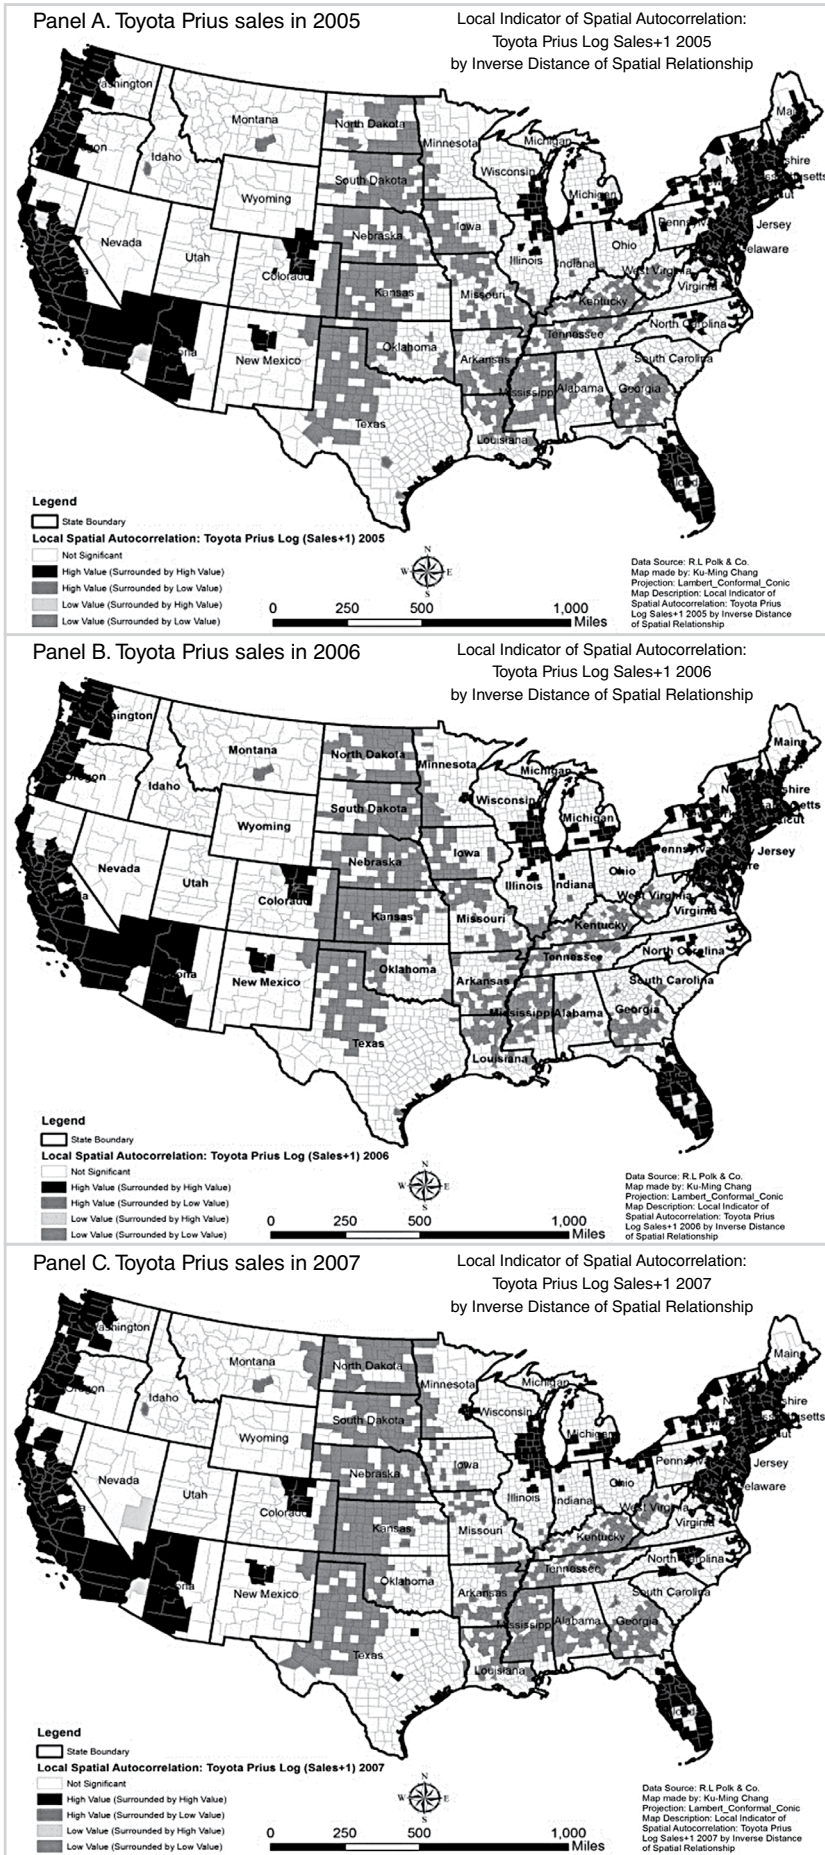 Panel A. Toyota Prius sales in 2005
Local Indicator of Spatial Autocorrelation:
Toyota Prius Log Sales+1 2005
by Inverse Distance of Spatial Relationship
Montana
North Dakota
Minnesota
Michigan
Idaho
Wisconsin
South Dakota
Michigan
Wyoming
Iowa
Jersey
Nebraska
Nevada
Ohio
Utah
Illinois
Indiana
West Virginia
Colorado
Virginia
Kansas
Missouri
Kentucky
North Carolina
Tennessee
Oklahoma
New Mexico
Arkansas
South Carolina
Mississippi
Alabama
Georgia
Texas
Louisiana
Legend
State Boundary
Local Spatial Autocorrelation: Toyota Prius Log (Sales+1) 2005
Not Significant
High Value (Surrounded by High Value)
High Value (Surrounded by Low Value)
Low Value (Surrounded by High Value)
Low Value (Surrounded by Low Value)
N
W
E
S
0 250 500 1,000
Miles
Data Source: R.L Polk & Co.
Map made by: Ku-Ming Chang
Projection: Lambert_Conformal_Conic
Map Description: Local Indicator of
Spatial Autocorrelation: Toyota Prius
Log Sales+1 2005 by Inverse Distance
of Spatial Relationship
Panel B. Toyota Prius sales in 2006
Local Indicator of Spatial Autocorrelation:
Toyota Prius Log Sales+1 2006
by Inverse Distance of Spatial Relationship
Montana
North Dakota
Minnesota
Michigan
Oregon
Idaho
Wisconsin
South Dakota
Michigan
Wyoming
Jersey
Iowa
Nebraska
Nevada
Ohio
Utah
Illinois
Indiana
West Virginia
Colorado
Virginia
Kansas
Missouri
Kentucky
North Carolina
Tennessee
Oklahoma
New Mexico
Arkansas
South Carolina
Mississippi
Alabama
Georgia
Texas
Louisiana
Legend
State Boundary
Local Spatial Autocorrelation: Toyota Prius Log (Sales+1) 2006
Not Significant
High Value (Surrounded by High Value)
High Value (Surrounded by Low Value)
Low Value (Surrounded by High Value)
Low Value (Surrounded by Low Value)
N
W
E
S
0 250 500 1,000
Miles
Data Source: R.L Polk & Co.
Map made by: Ku-Ming Chang
Projection: Lambert_Conformal_Conic
Map Description: Local Indicator of
Spatial Autocorrelation: Toyota Prius
Log Sales+1 2006 by Inverse Distance
of Spatial Relationship
Panel C. Toyota Prius sales in 2007
Local Indicator of Spatial Autocorrelation:
Toyota Prius Log Sales+1 2007
by Inverse Distance of Spatial Relationship
Montana
North Dakota
Minnesota
Michigan
Oregon
Idaho
Wisconsin
South Dakota
Michigan
Wyoming
Jersey
Iowa
Nebraska
Nevada
Ohio
Utah
Illinois
Indiana
West Virginia
Colorado
Virginia
Kansas
Missouri
Kentucky
North Carolina
Tennessee
Oklahoma
New Mexico
Arkansas
South Carolina
Mississippi
Alabama
Georgia
Texas
Louisiana
Legend
State Boundary
Local Spatial Autocorrelation: Toyota Prius Log (Sales+1) 2007
Not Significant
High Value (Surrounded by High Value)
High Value (Surrounded by Low Value)
Low Value (Surrounded by High Value)
Low Value (Surrounded by Low Value)
N
W
E
S
0 250 500 1,000
Miles
Data Source: R.L Polk & Co.
Map made by: Ku-Ming Chang
Projection: Lambert_Conformal_Conic
Map Description: Local Indicator of
Spatial Autocorrelation: Toyota Prius
Log Sales+1 2007 by Inverse Distance
of Spatial Relationship